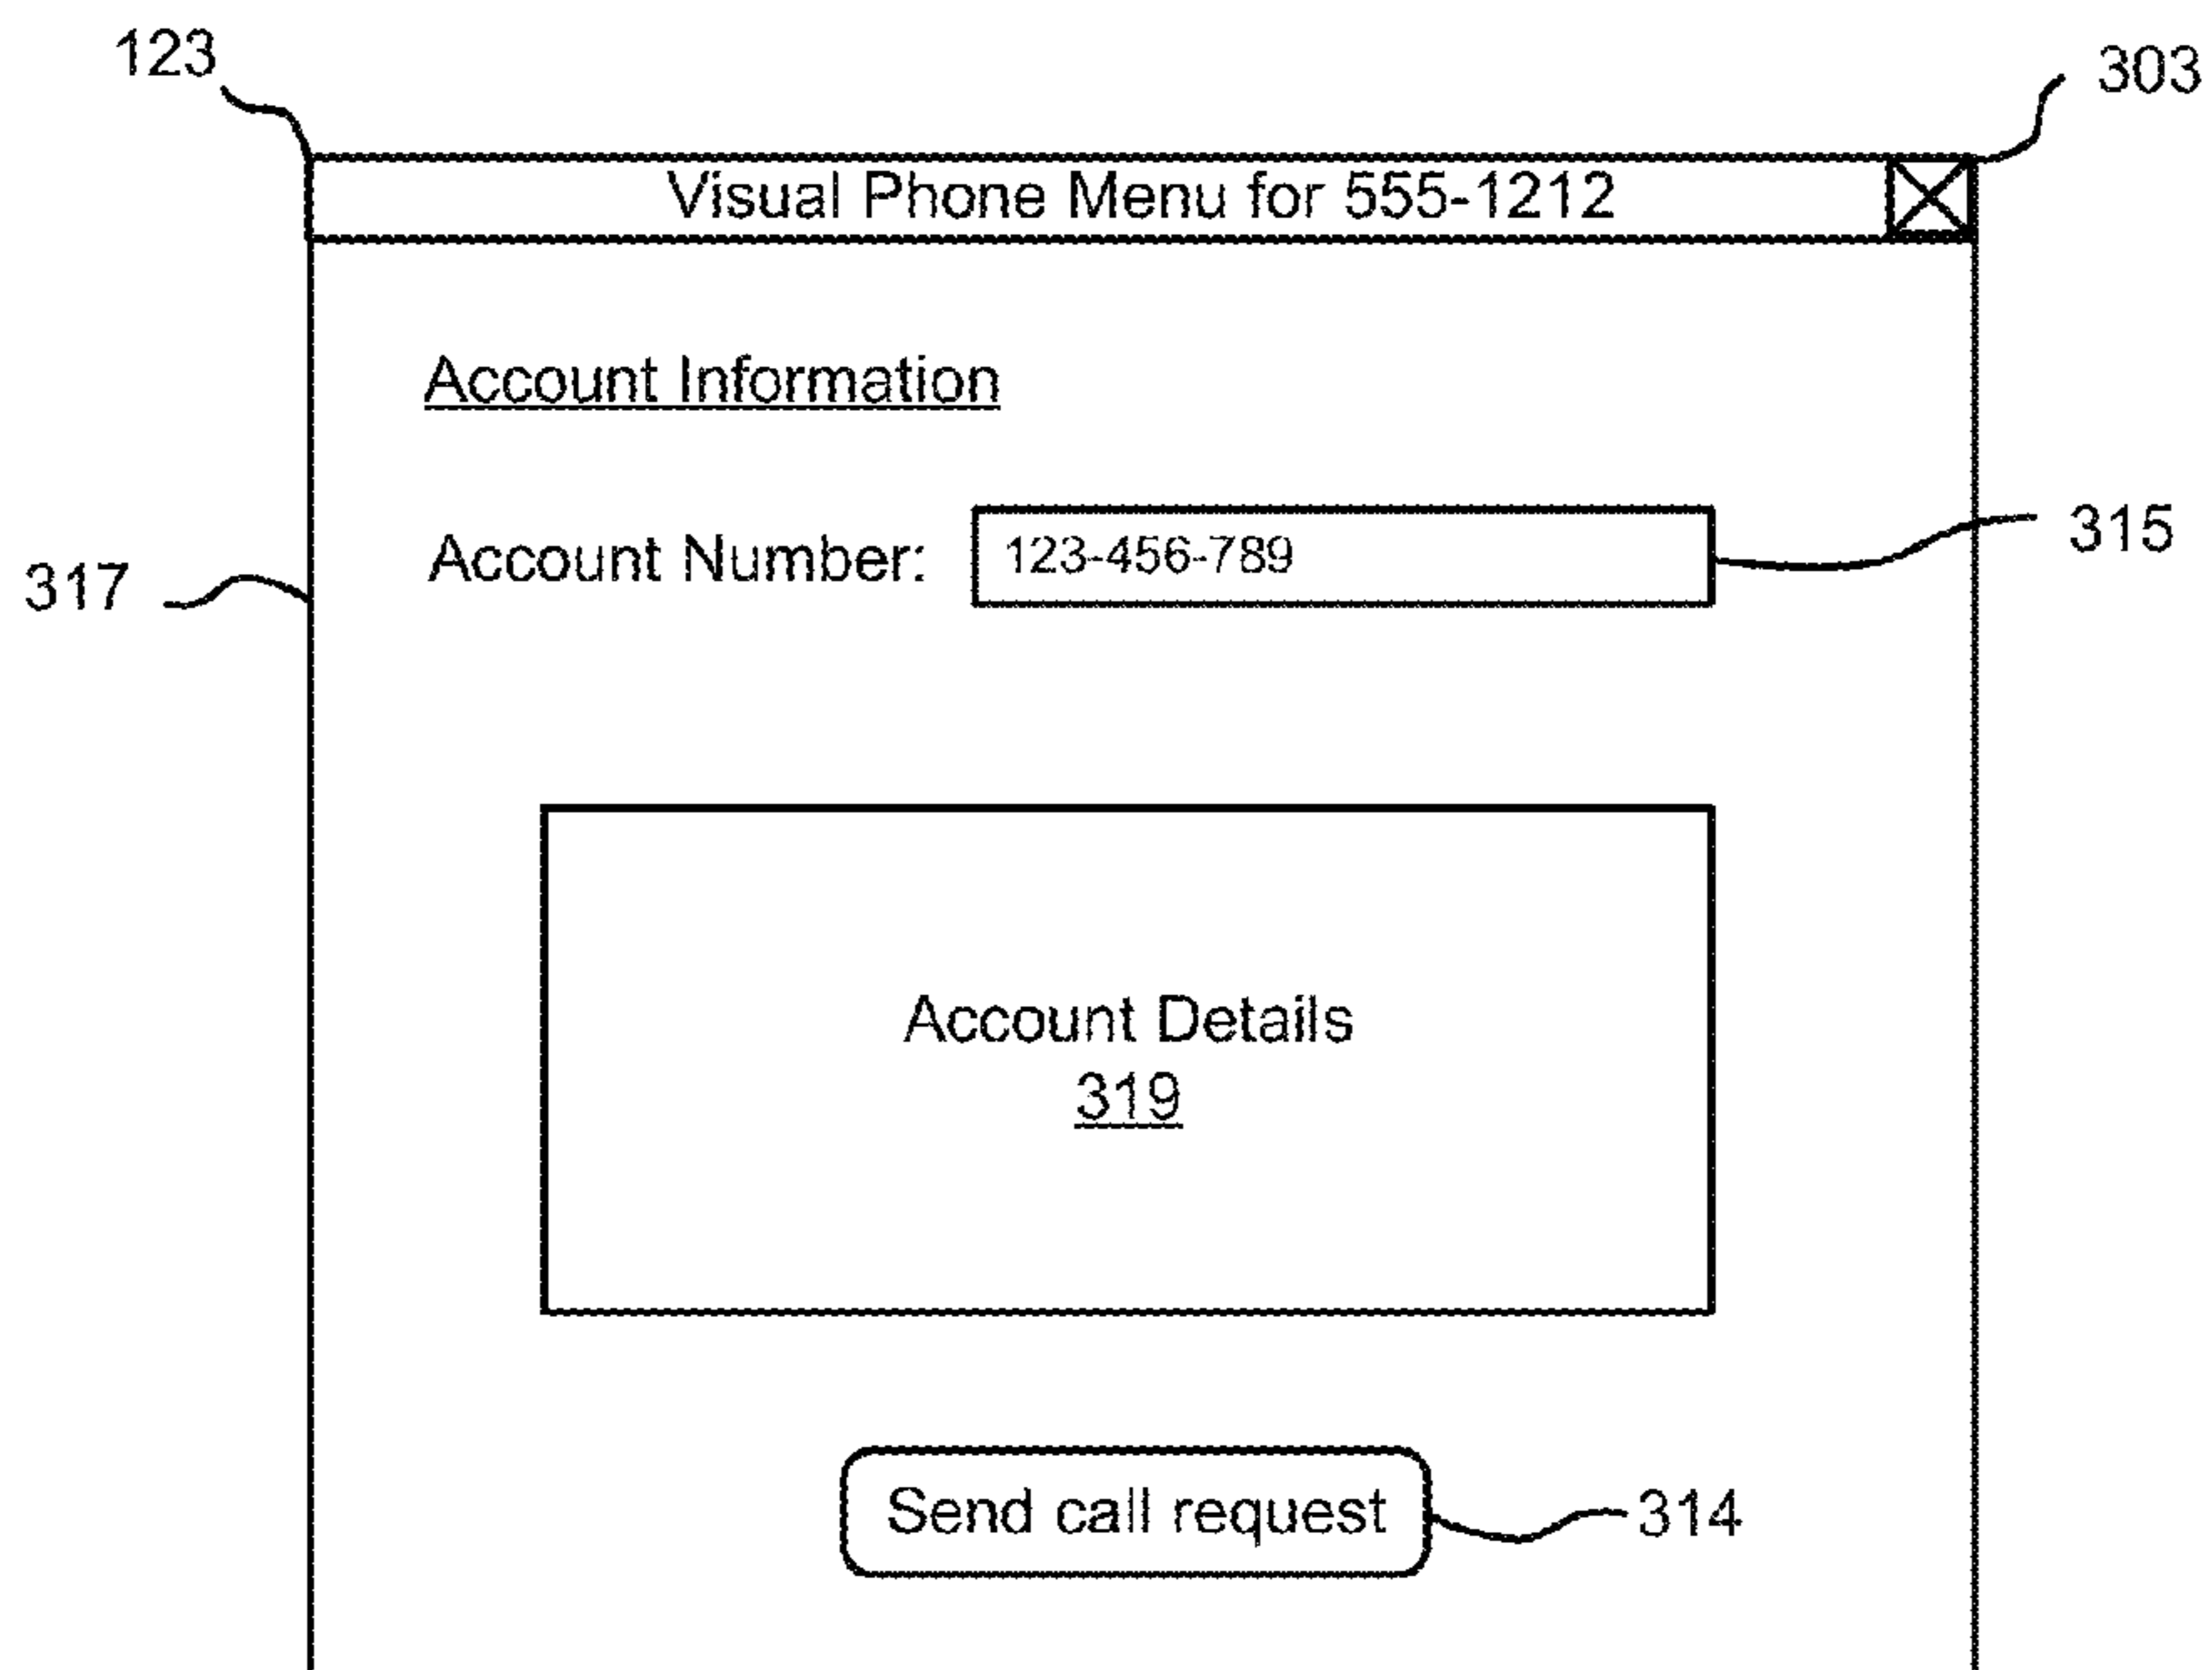 123
303
Visual Phone Menu for 555-1212
Account Information
Account Number: 123-456-789
315
317
Account Details
319
Send call request
314